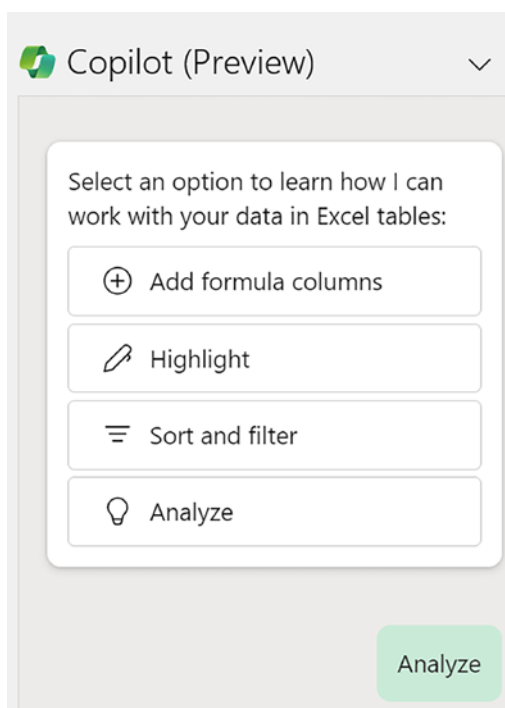 Copilot (Preview)
Select an option to learn how I can
work with your data in Excel tables:
Add formula columns
Highlight
Sort and filter
Analyze
Analyze